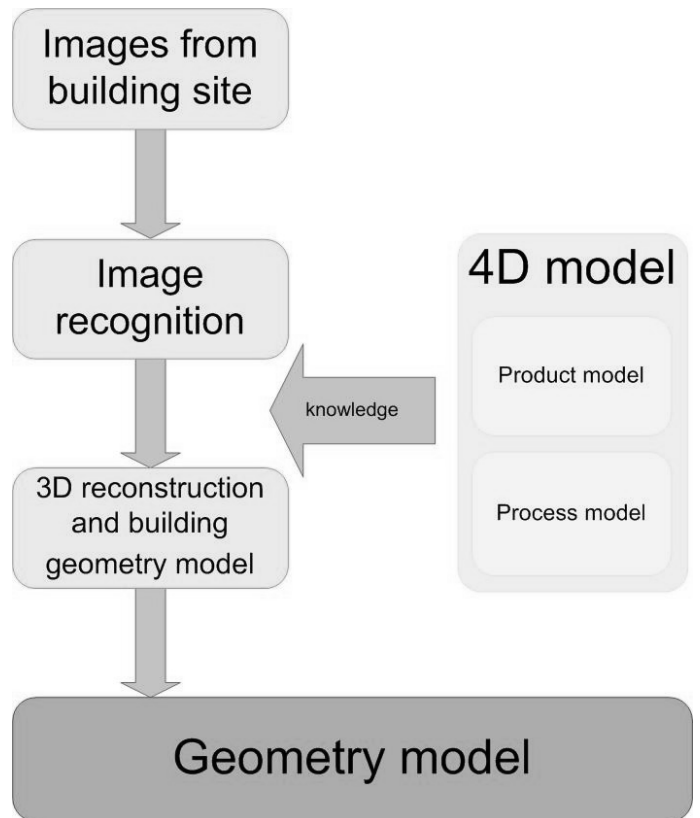 Images from
building site
Image
recognition
4D model
Product model
knowledge
Process model
3D reconstruction
and building
geometry model
Geometry model